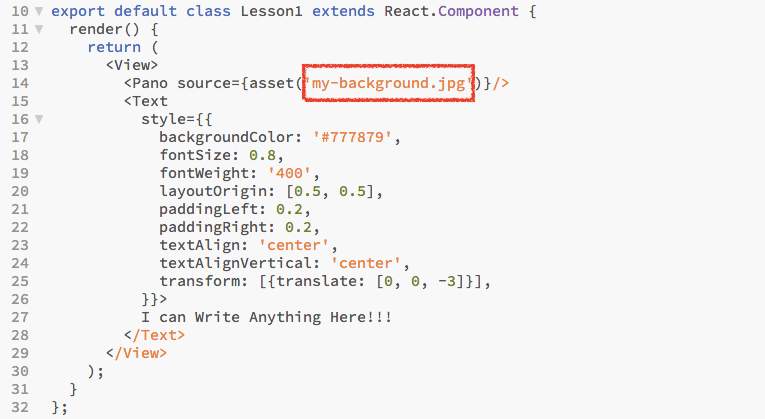 10 export default class Lesson1 extends React.Component {
11   render() {
12     return (
13       <View>
14         <Pano source={asset('my-background.jpg')}/>
15         <Text
16           style={{
17             backgroundColor: '#777879',
18             fontSize: 0.8,
19             fontWeight: '400',
20             layoutOrigin: [0.5, 0.5],
21             paddingLeft: 0.2,
22             paddingRight: 0.2,
23             textAlign: 'center',
24             textAlignVertical: 'center',
25             transform: [{translate: [0, 0, -3]}],
26           }}>
27           I can Write Anything Here!!!
28         </Text>
29       </View>
30     );
31   }
32 };